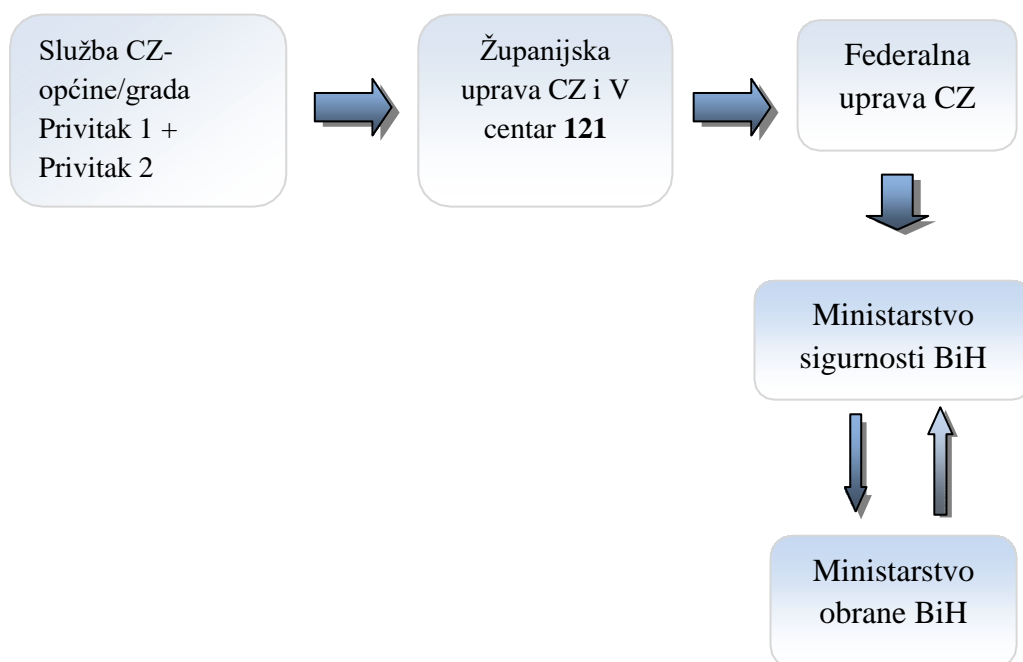 Služba CZ-
općine/grada
Privitak 1 +
Privitak 2
Županijska
uprava CZ i V
centar 121
Federalna
uprava CZ
Ministarstvo
sigurnosti BiH
Ministarstvo
obrane BiH